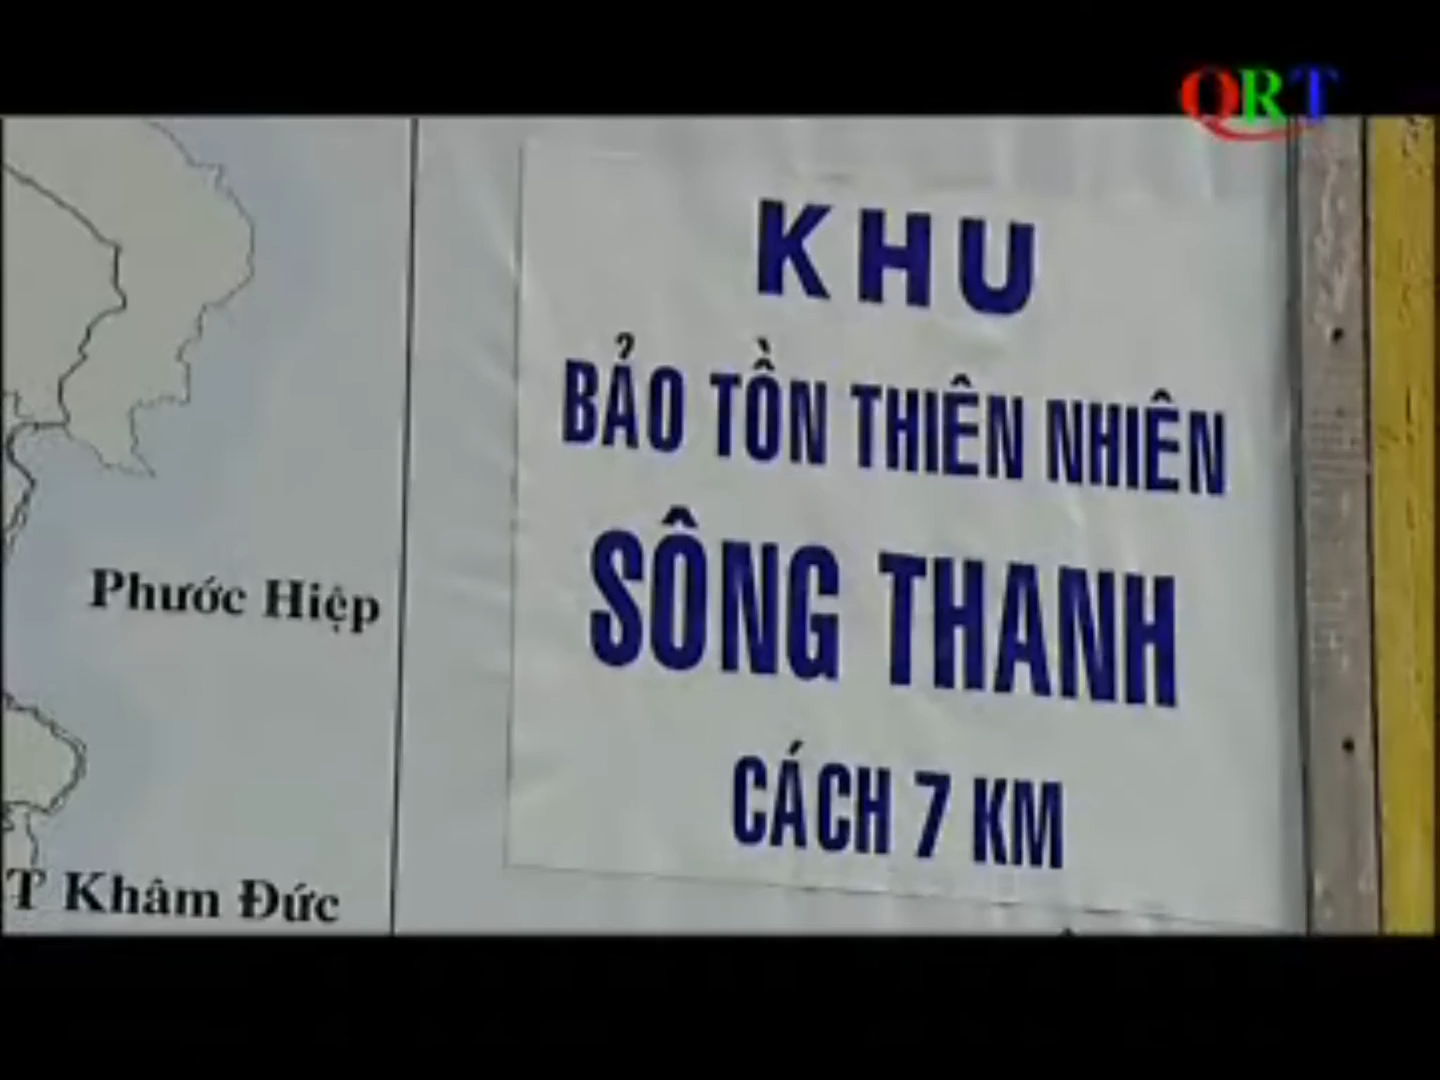 QRT
KHU
BẢO TỒN THIÊN NHIÊN
SÔNG THANH
CÁCH 7 KM
Phước Hiệp
T Khâm Đức